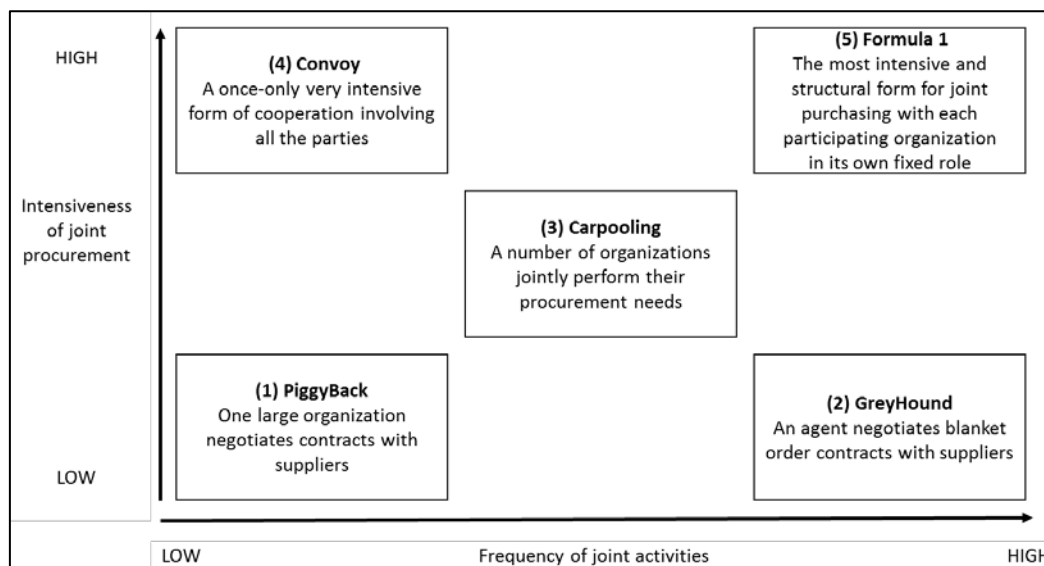 HIGH
(4) Convoy
A once-only very intensive
form of cooperation involving
all the parties
(5) Formula 1
The most intensive and
structural form for joint
purchasing with each
participating organization
in its own fixed role
Intensiveness
of joint
procurement
(3) Carpooling
A number of organizations
jointly perform their
procurement needs
(1) PiggyBack
One large organization
negotiates contracts with
suppliers
(2) GreyHound
An agent negotiates blanket
order contracts with suppliers
LOW
LOW
Frequency of joint activities
HIGH